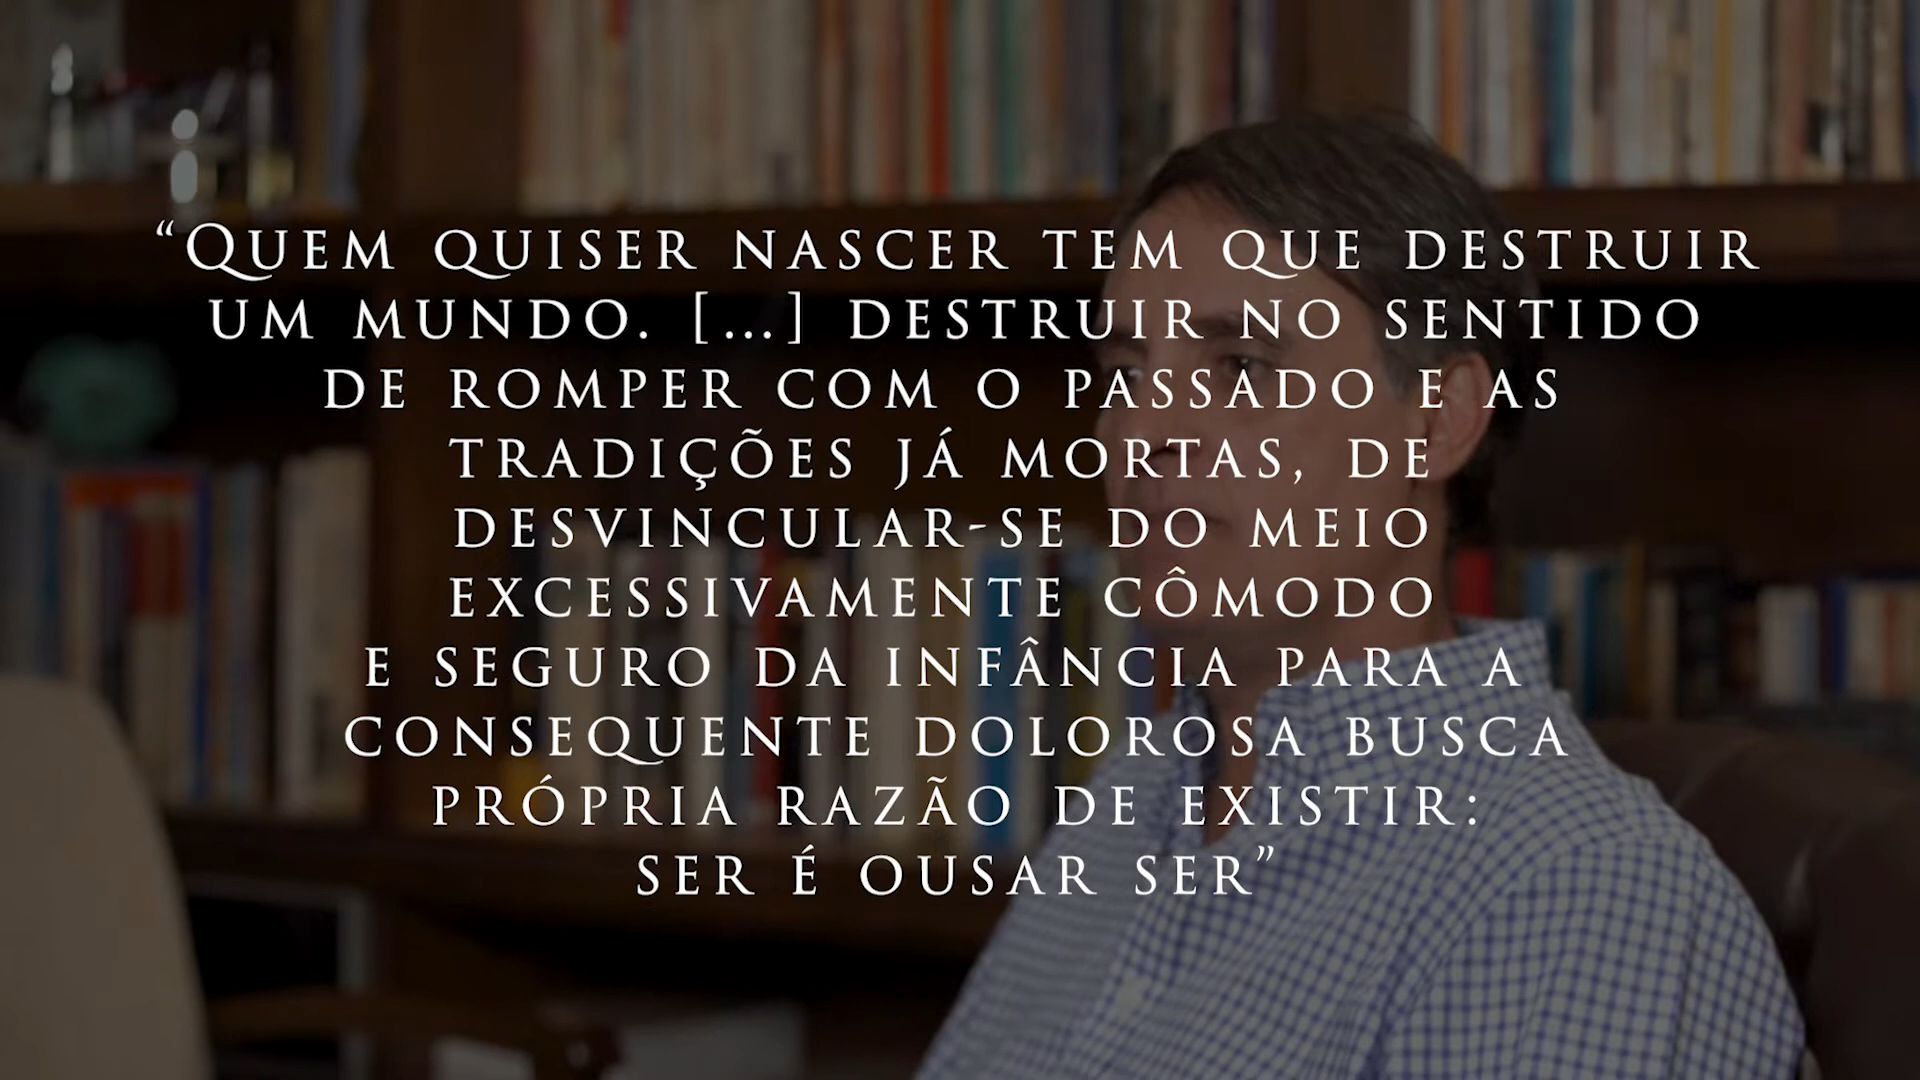 “Quem quiser nascer tem que destruir
um mundo. [...] destruir no sentido
de romper com o passado e as
tradições já mortas, de
desvincular-se do meio
excessivamente cômodo
e seguro da infância para a
consequente dolorosa busca
própria razão de existir:
ser é ousar ser”